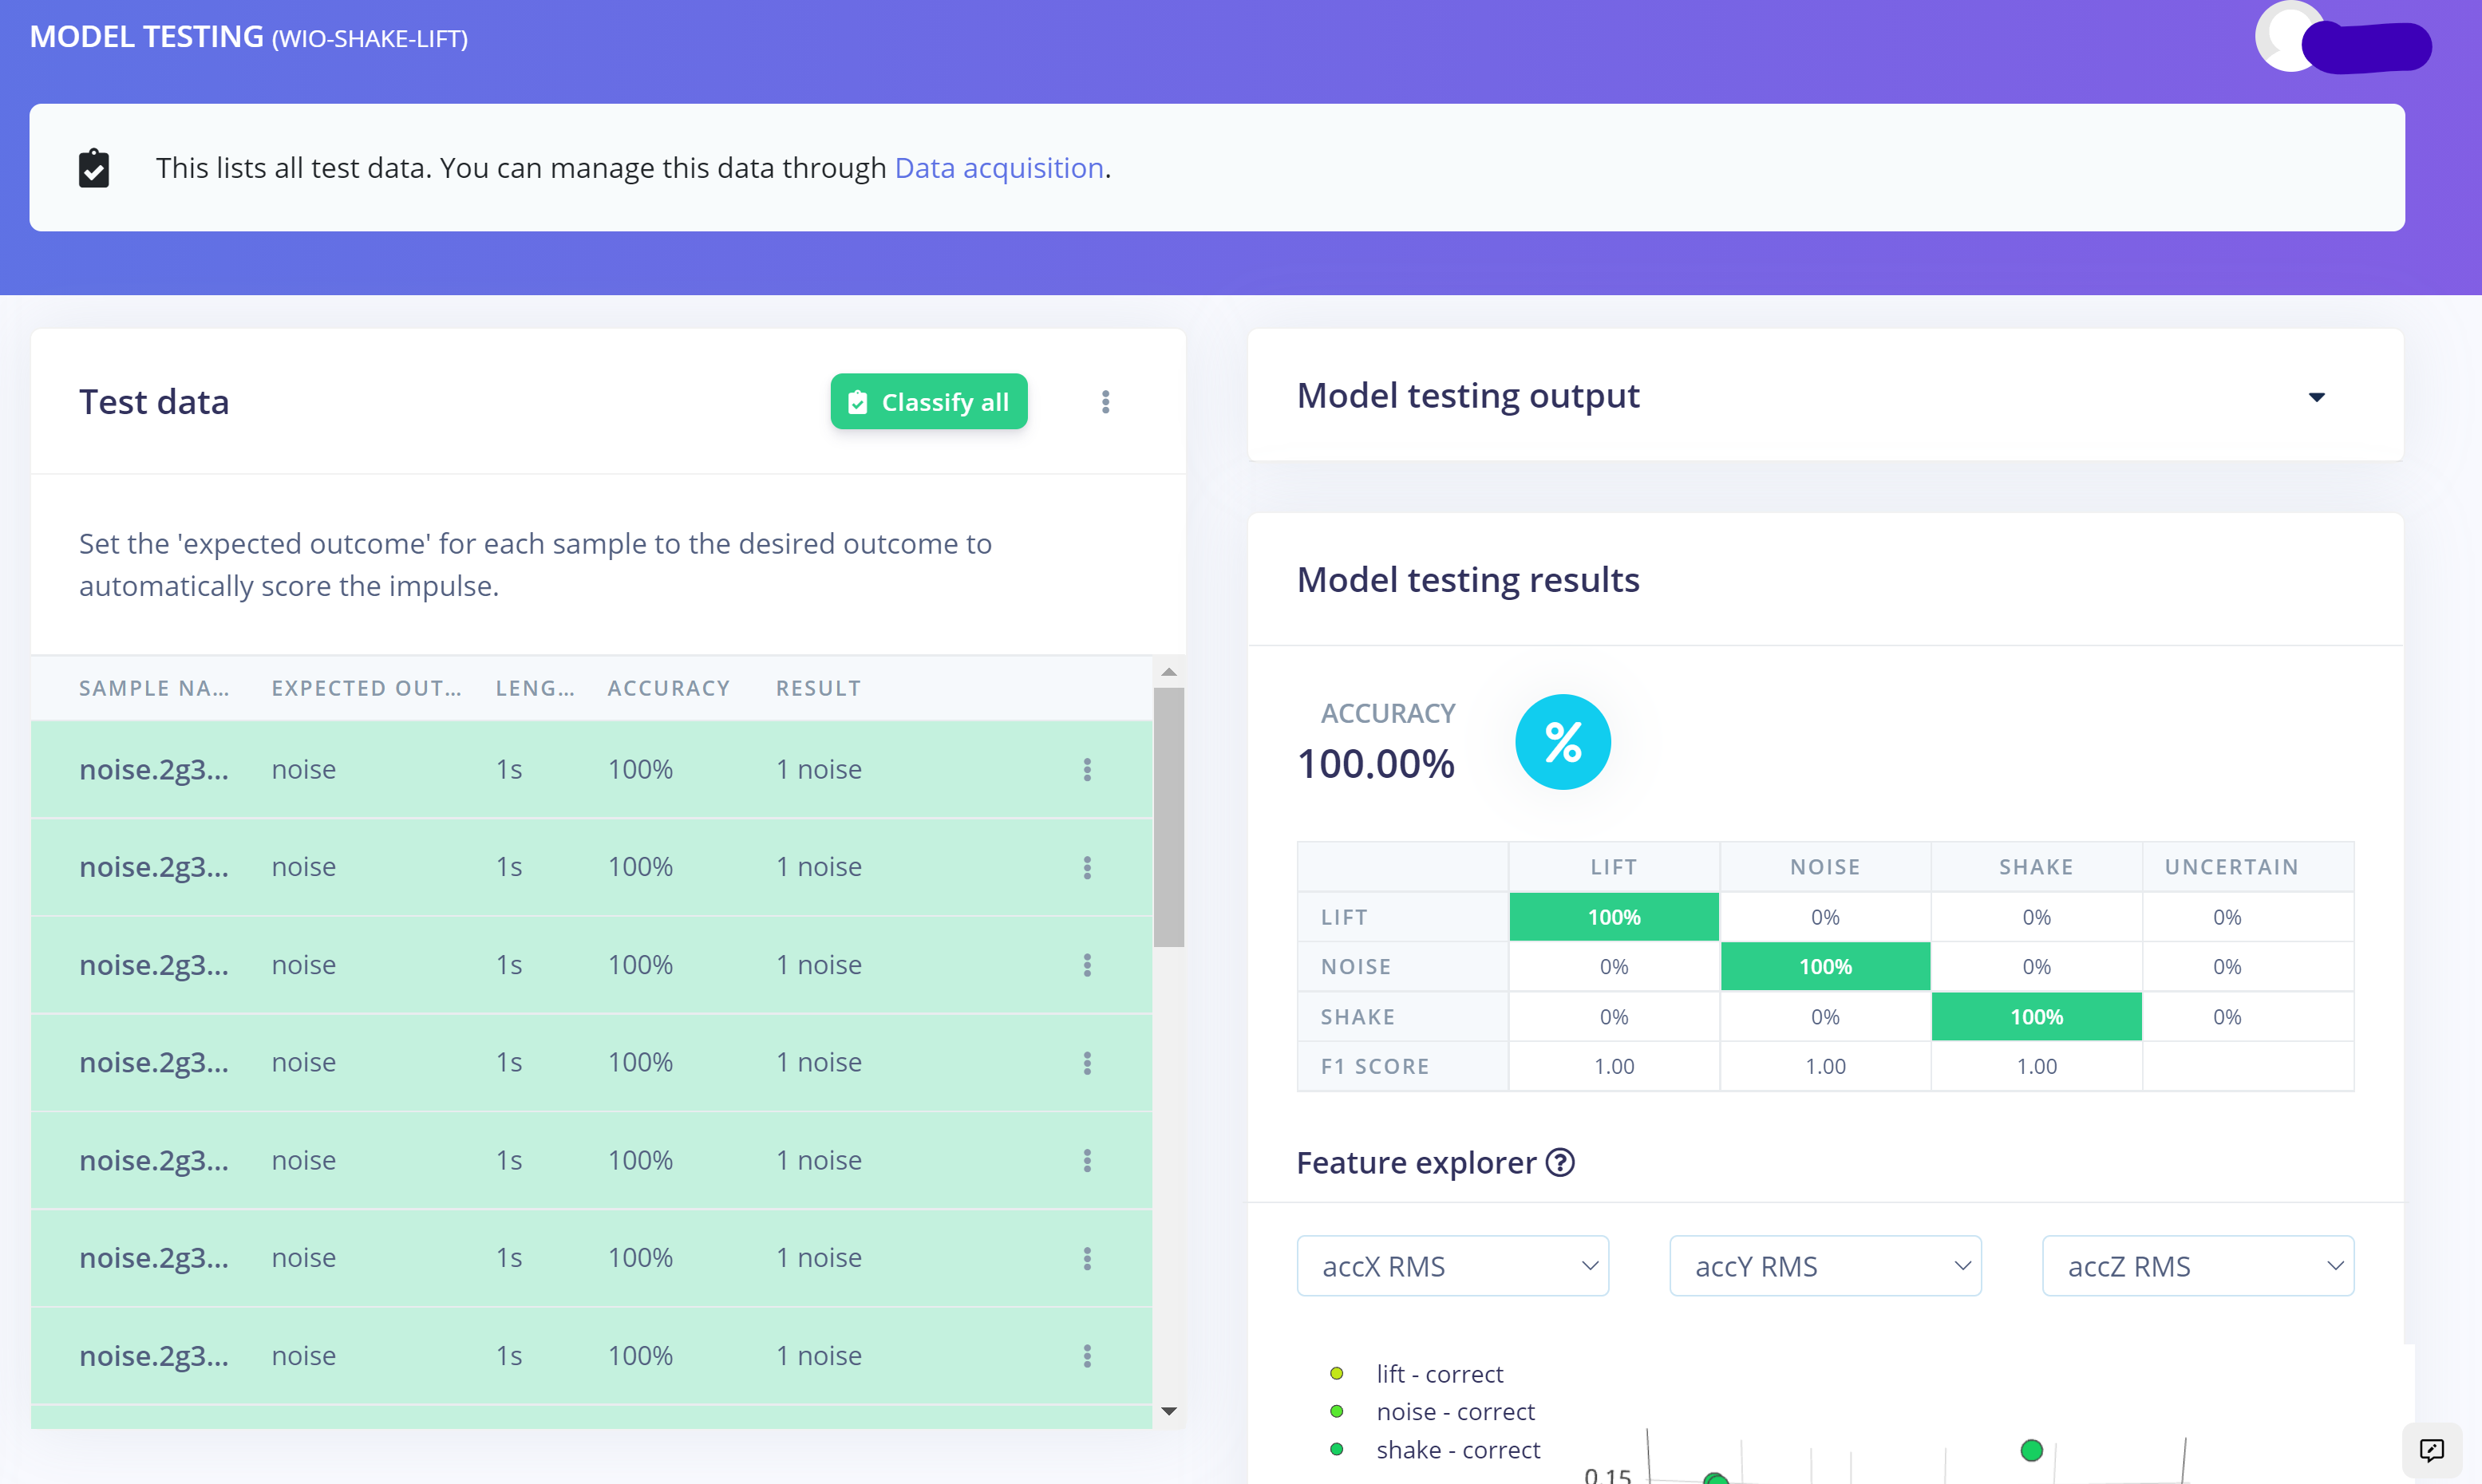 MODEL TESTING (WIO-SHAKE-LIFT)
This lists all test data. You can manage this data through Data acquisition.
Test data
Classify all
Set the 'expected outcome' for each sample to the desired outcome to
automatically score the impulse.
SAMPLE NA... EXPECTED OUT... LENG... ACCURACY RESULT
noise.2g3... noise 1s 100% 1 noise
noise.2g3... noise 1s 100% 1 noise
noise.2g3... noise 1s 100% 1 noise
noise.2g3... noise 1s 100% 1 noise
noise.2g3... noise 1s 100% 1 noise
noise.2g3... noise 1s 100% 1 noise
noise.2g3... noise 1s 100% 1 noise
Model testing output
Model testing results
ACCURACY
100.00%
%
LIFT NOISE SHAKE UNCERTAIN
LIFT 100% 0% 0% 0%
NOISE 0% 100% 0% 0%
SHAKE 0% 0% 100% 0%
F1 SCORE 1.00 1.00 1.00
Feature explorer ?
accX RMS accY RMS accZ RMS
lift - correct
noise - correct
shake - correct
0.15